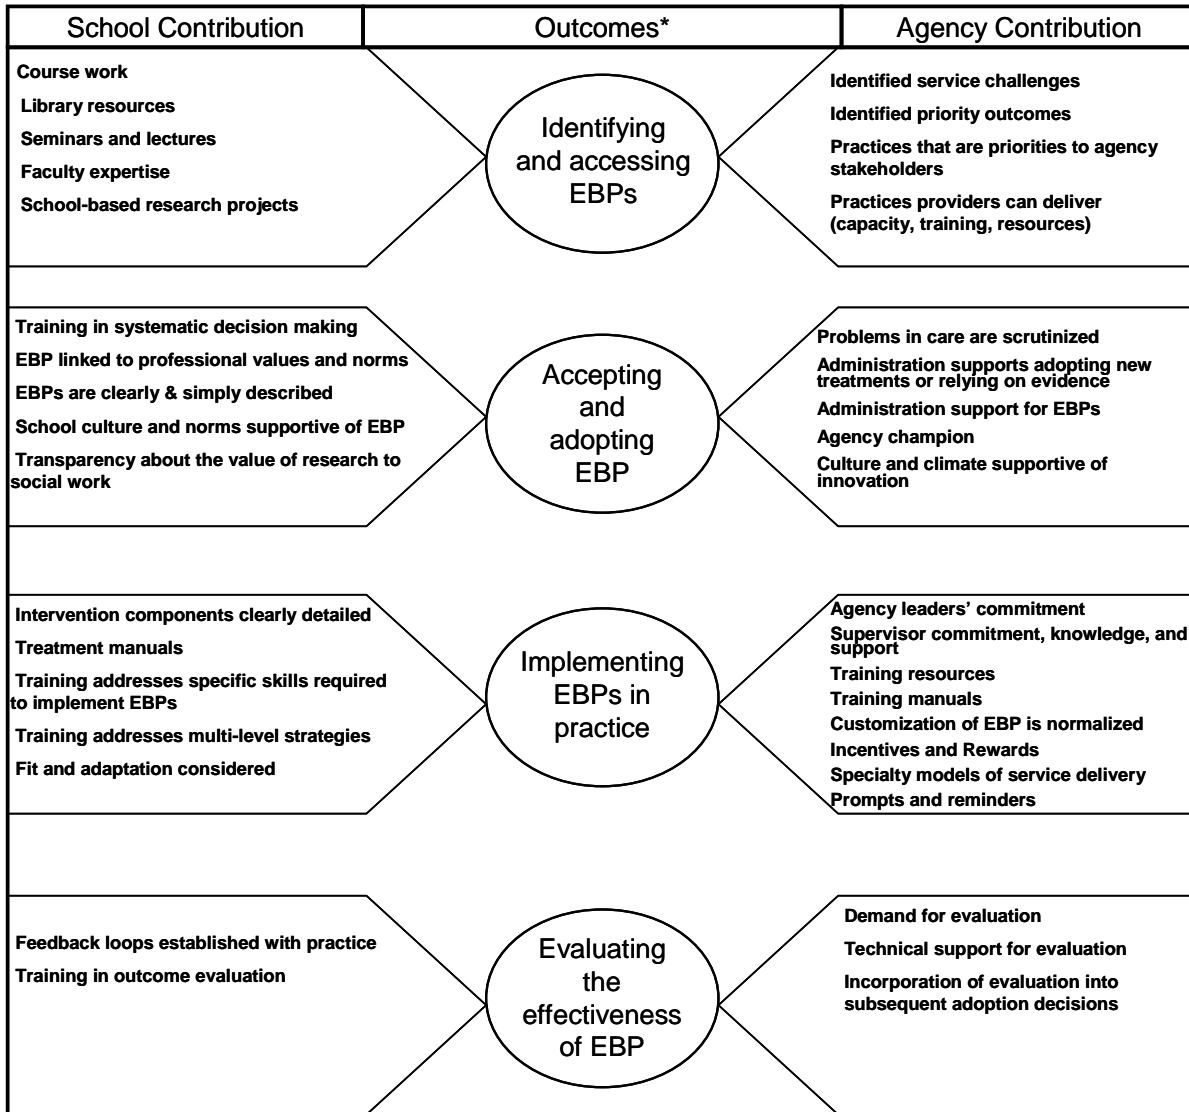 School Contribution
Outcomes*
Agency Contribution
Course work
Library resources
Seminars and lectures
Faculty expertise
School-based research projects
Identifying
and accessing
EBPs
Identified service challenges
Identified priority outcomes
Practices that are priorities to agency
stakeholders
Practices providers can deliver
(capacity, training, resources)
Training in systematic decision making
EBP linked to professional values and norms
EBPs are clearly & simply described
School culture and norms supportive of EBP
Transparency about the value of research to
social work
Accepting
and
adopting
EBP
Problems in care are scrutinized
Administration supports adopting new
treatments or relying on evidence
Administration support for EBPs
Agency champion
Culture and climate supportive of
innovation
Intervention components clearly detailed
Treatment manuals
Training addresses specific skills required
to implement EBPs
Training addresses multi-level strategies
Fit and adaptation considered
Implementing
EBPs in
practice
Agency leaders’ commitment
Supervisor commitment, knowledge, and
support
Training resources
Training manuals
Customization of EBP is normalized
Incentives and Rewards
Specialty models of service delivery
Prompts and reminders
Feedback loops established with practice
Training in outcome evaluation
Evaluating
the
effectiveness
of EBP
Demand for evaluation
Technical support for evaluation
Incorporation of evaluation into
subsequent adoption decisions